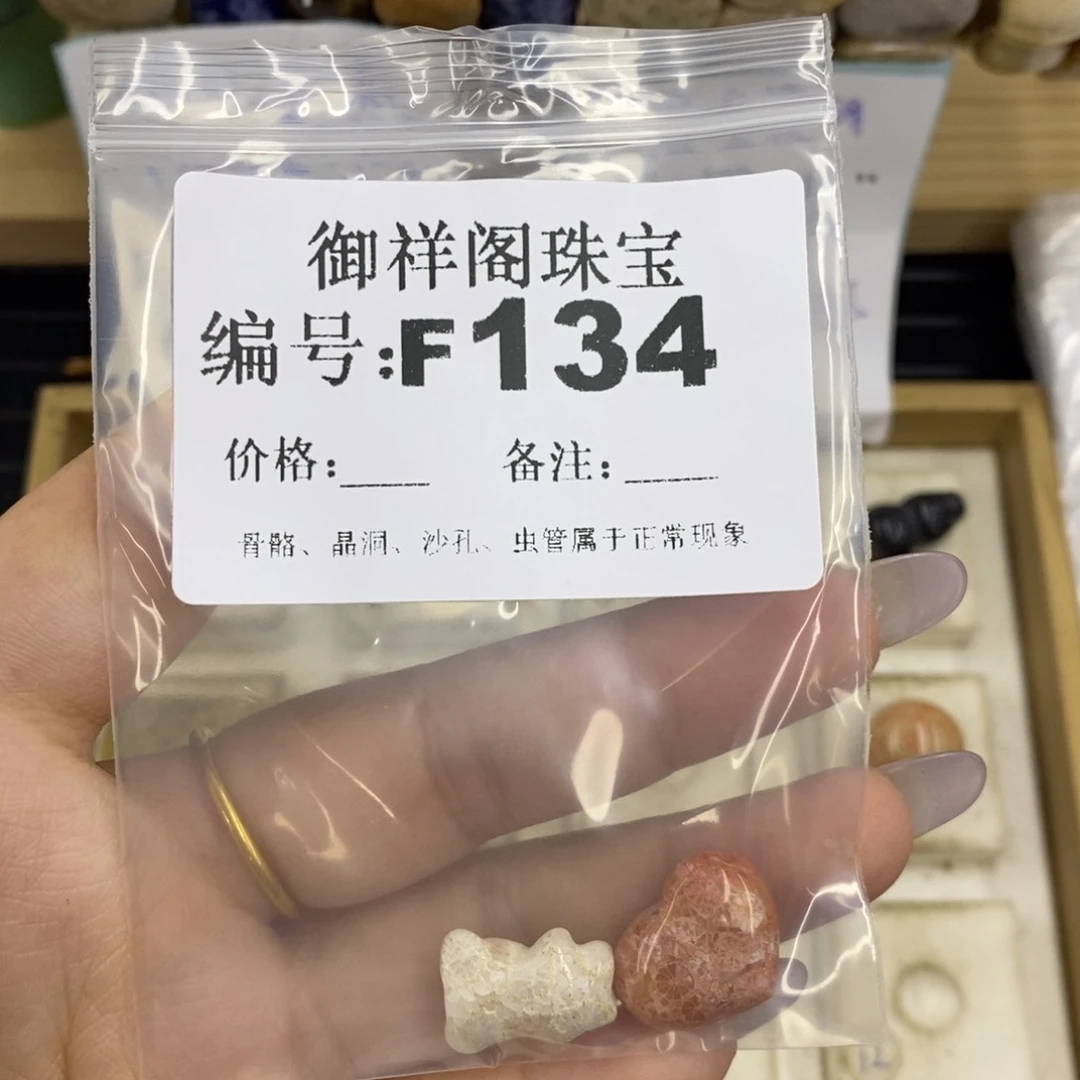 御祥阁珠宝
编号:F134
价格:____ 备注:____
骨骼、晶洞、沙孔、虫管属于正常现象